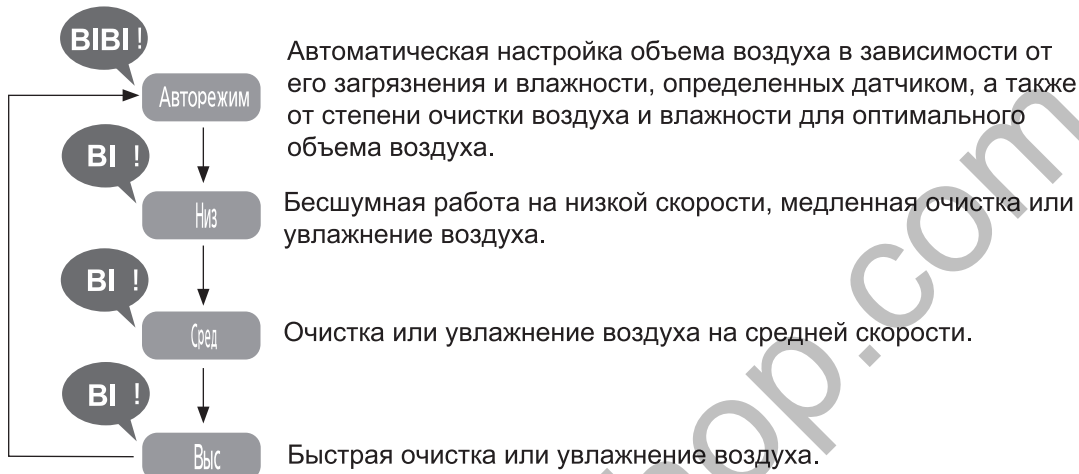 BIBI !
Автоматическая настройка объема воздуха в зависимости от
его загрязнения и влажности, определенных датчиком, а также
от степени очистки воздуха и влажности для оптимального
объема воздуха.
Авторежим
BI !
Низ
Бесшумная работа на низкой скорости, медленная очистка или
увлажнение воздуха.
BI !
Сред
Очистка или увлажнение воздуха на средней скорости.
BI !
Выс
Быстрая очистка или увлажнение воздуха.
op.com